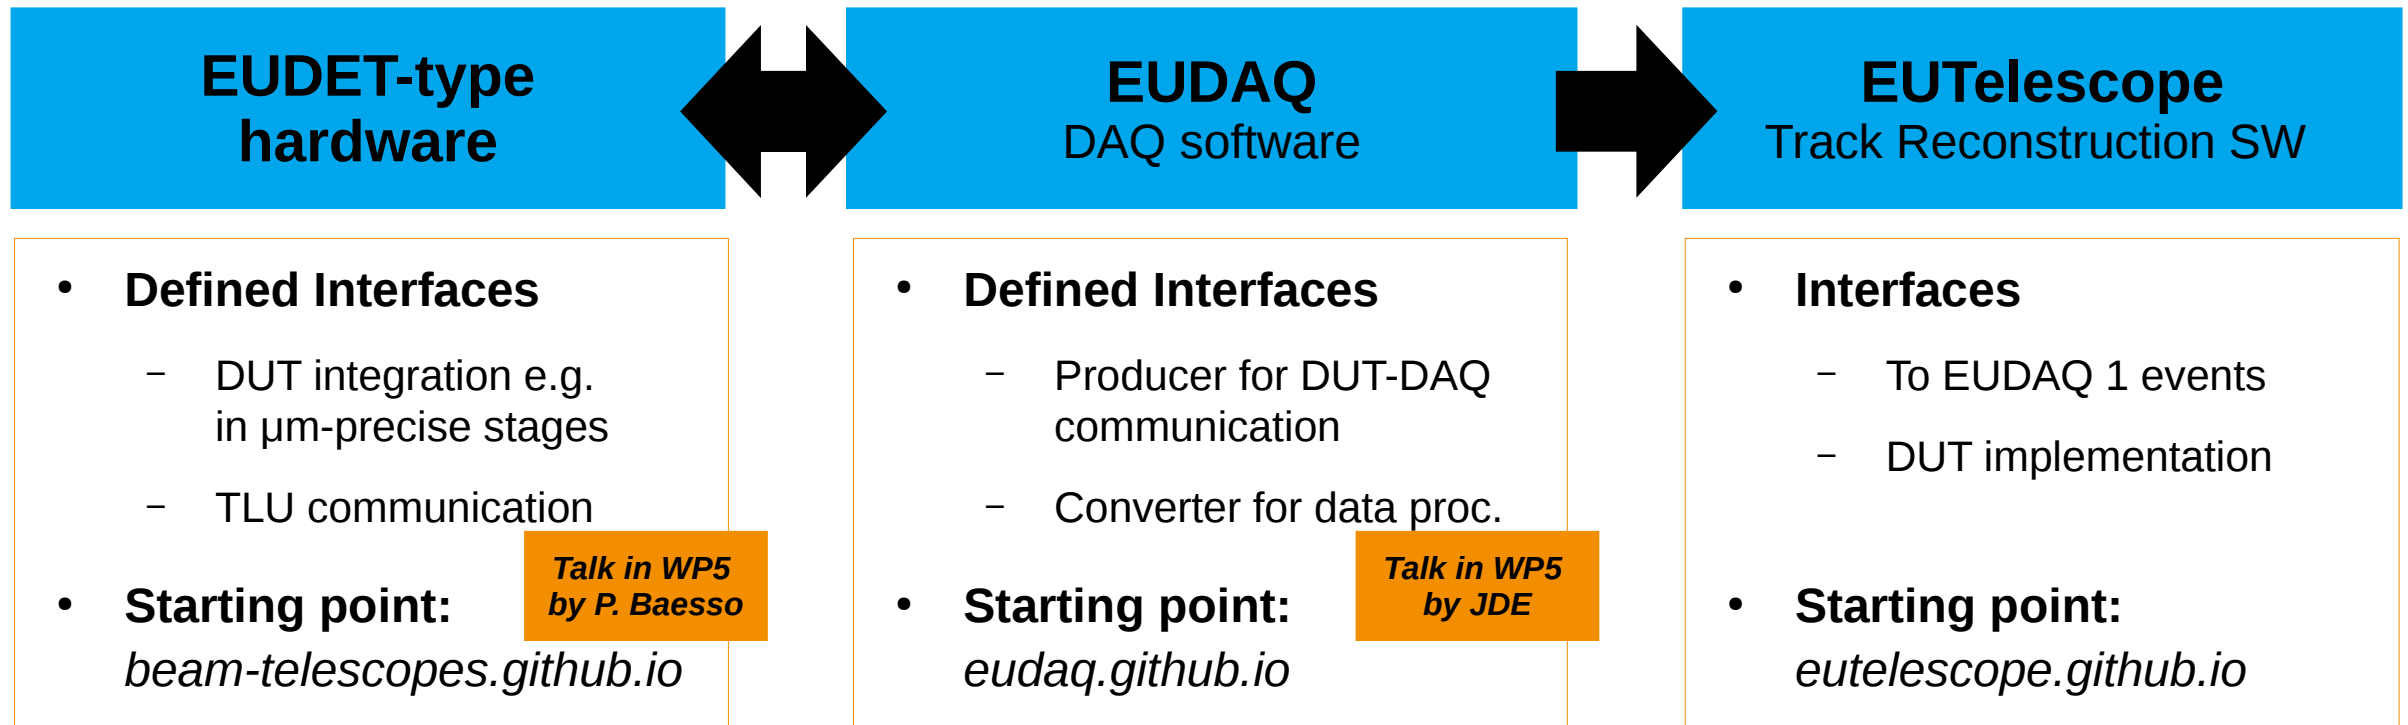 EUDET-type
hardware
EUDAQ
DAQ software
EUTelescope
Track Reconstruction SW
• Defined Interfaces
– DUT integration e.g.
in μm-precise stages
– TLU communication
Talk in WP5
by P. Baesso
• Starting point:
beam-telescopes.github.io
• Defined Interfaces
– Producer for DUT-DAQ
communication
– Converter for data proc.
Talk in WP5
by JDE
• Starting point:
eudaq.github.io
• Interfaces
– To EUDAQ 1 events
– DUT implementation
• Starting point:
eutelescope.github.io